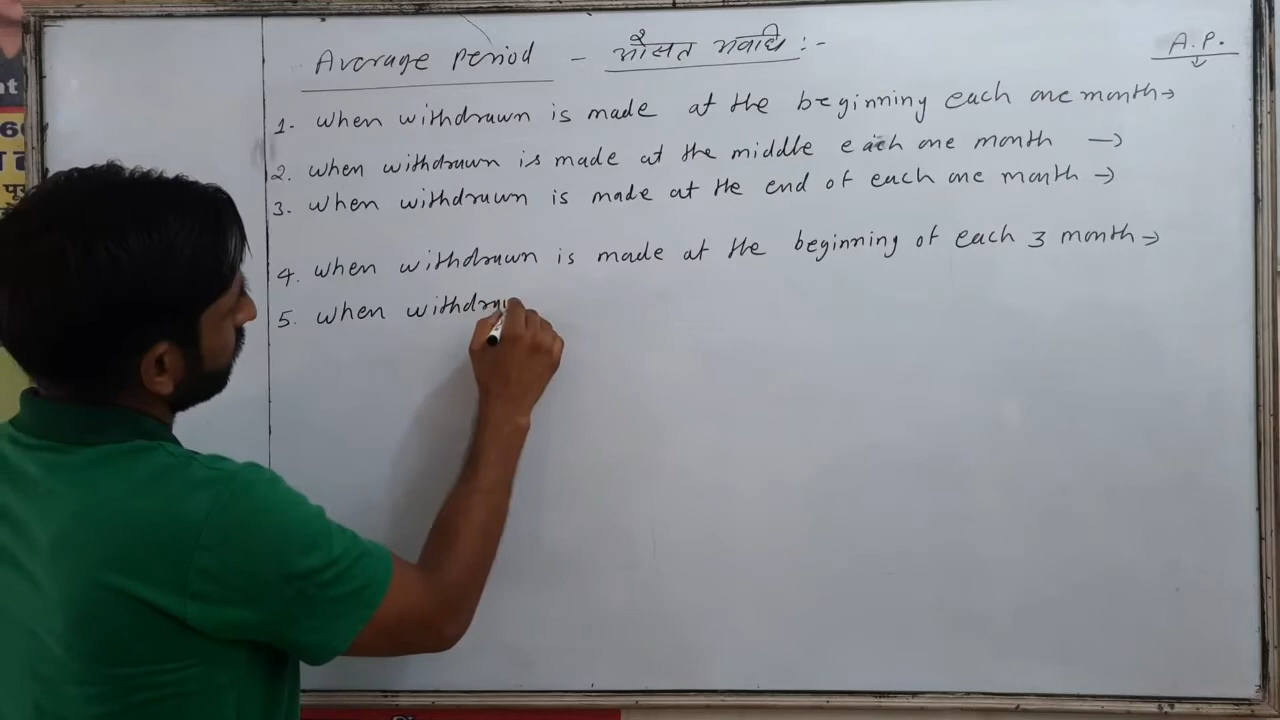 Average Period - औसत अवधि :-
A.P.
1. When withdrawn is made at the beginning each one month →
2. When withdrawn is made at the middle each one month →
3. When withdrawn is made at the end of each one month →
4. When withdrawn is made at the beginning of each 3 month →
5. When withdraw